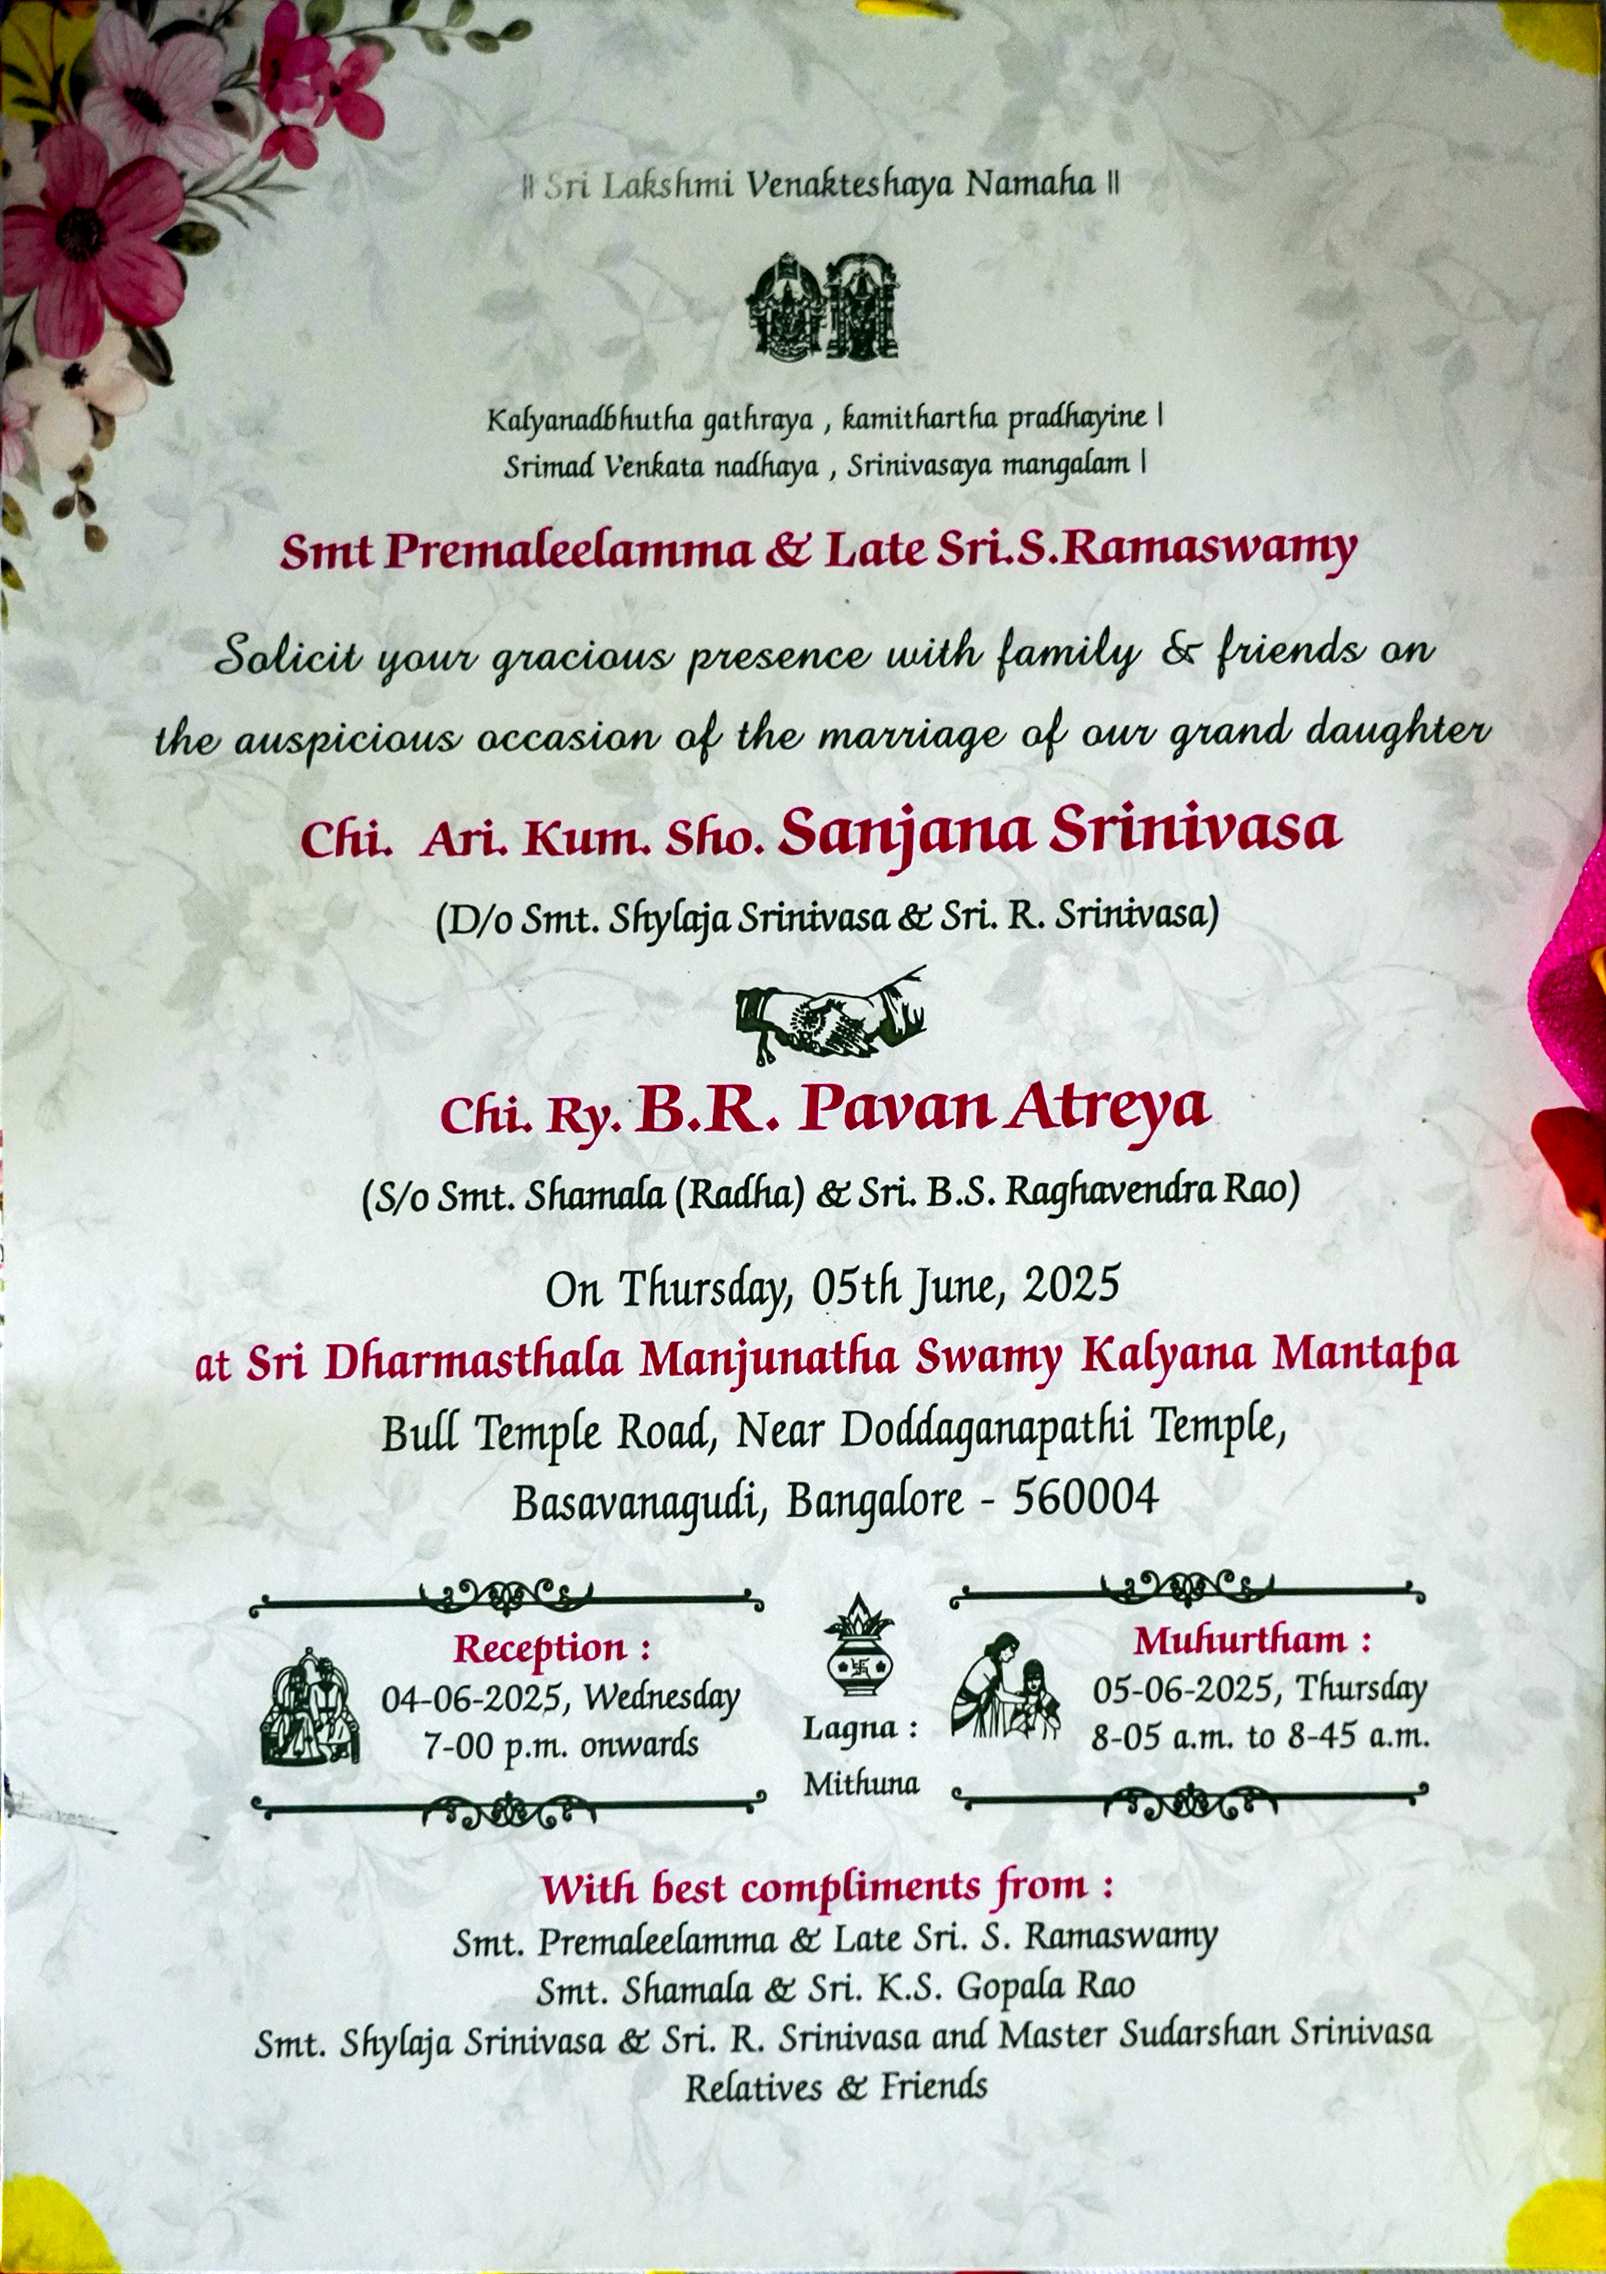 ॥ Sri Lakshmi Venakteshaya Namaha ॥
Kalyanadbhutha gathraya , kamithartha pradhayine |
Srimad Venkata nadhaya , Srinivasaya mangalam |
Smt Premaleelamma & Late Sri.S.Ramaswamy
Solicit your gracious presence with family & friends on
the auspicious occasion of the marriage of our grand daughter
Chi. Ari. Kum. Sho. Sanjana Srinivasa
(D/o Smt. Shylaja Srinivasa & Sri. R. Srinivasa)
Chi. Ry. B.R. Pavan Atreya
(S/o Smt. Shamala (Radha) & Sri. B.S. Raghavendra Rao)
On Thursday, 05th June, 2025
at Sri Dharmasthala Manjunatha Swamy Kalyana Mantapa
Bull Temple Road, Near Doddaganapathi Temple,
Basavanagudi, Bangalore - 560004
Reception :
04-06-2025, Wednesday
7-00 p.m. onwards
Lagna :
Mithuna
Muhurtham :
05-06-2025, Thursday
8-05 a.m. to 8-45 a.m.
With best compliments from :
Smt. Premaleelamma & Late Sri. S. Ramaswamy
Smt. Shamala & Sri. K.S. Gopala Rao
Smt. Shylaja Srinivasa & Sri. R. Srinivasa and Master Sudarshan Srinivasa
Relatives & Friends